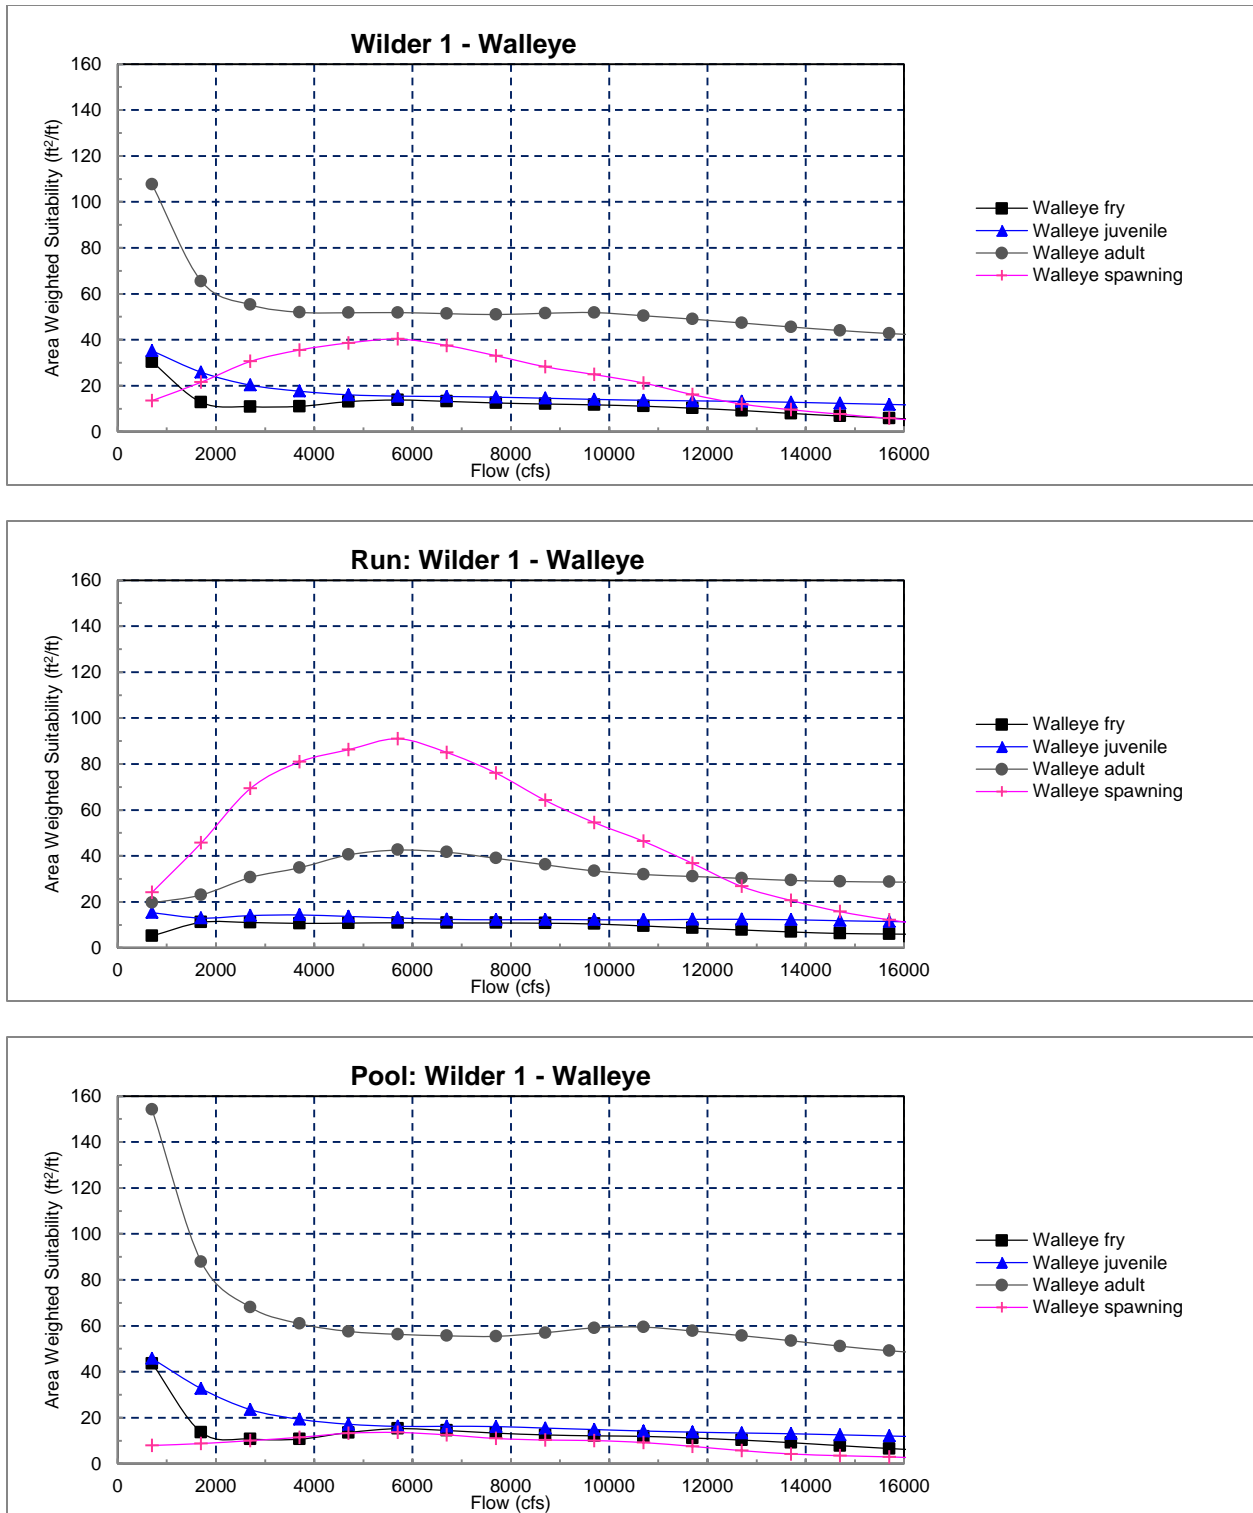 Wilder 1 - Walleye
Area Weighted Suitability (ft²/ft)
160
140
120
100
80
60
40
20
0
0 2000 4000 6000 8000 10000 12000 14000 16000
Flow (cfs)
Walleye fry
Walleye juvenile
Walleye adult
Walleye spawning
Run: Wilder 1 - Walleye
Area Weighted Suitability (ft²/ft)
160
140
120
100
80
60
40
20
0
0 2000 4000 6000 8000 10000 12000 14000 16000
Flow (cfs)
Walleye fry
Walleye juvenile
Walleye adult
Walleye spawning
Pool: Wilder 1 - Walleye
Area Weighted Suitability (ft²/ft)
160
140
120
100
80
60
40
20
0
0 2000 4000 6000 8000 10000 12000 14000 16000
Flow (cfs)
Walleye fry
Walleye juvenile
Walleye adult
Walleye spawning